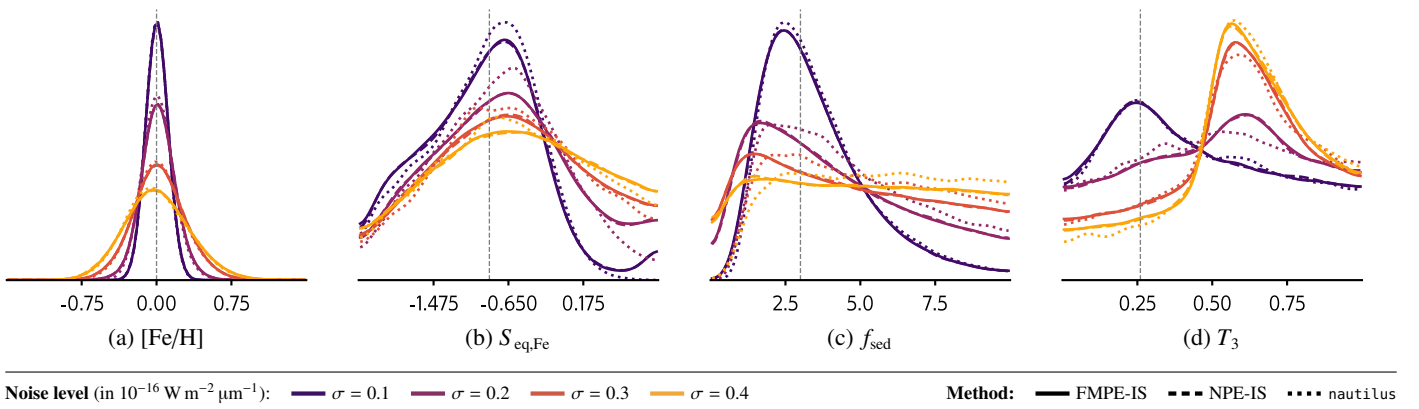 -0.75 0.00 0.75 -1.475 -0.650 0.175 2.5 5.0 7.5 0.25 0.50 0.75
(a) [Fe/H] (b) S eq,Fe (c) f sed (d) T 3
Noise level (in 10⁻¹⁶ W m⁻² μm⁻¹): σ = 0.1 σ = 0.2 σ = 0.3 σ = 0.4 Method: FMPE-IS NPE-IS nautilus